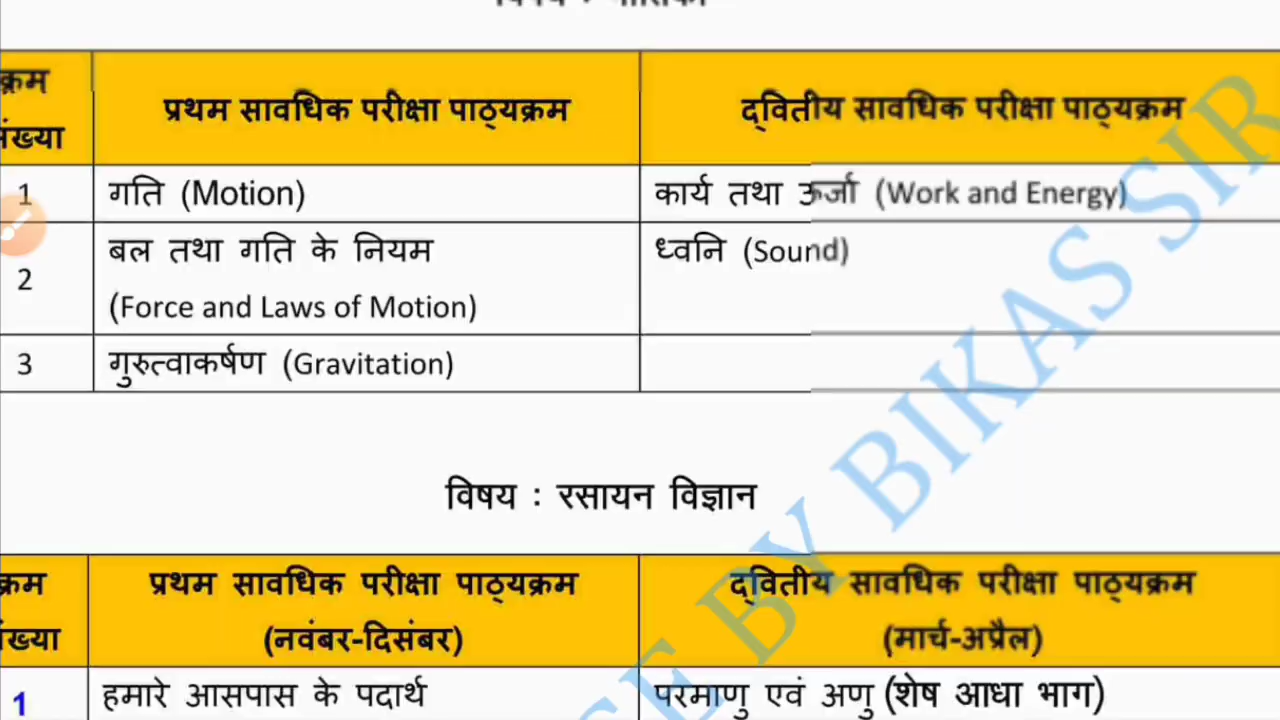 विषय :
क्रम
संख्या
प्रथम सावधिक परीक्षा पाठ्यक्रम
द्वितीय सावधिक परीक्षा पाठ्यक्रम
1
गति (Motion)
कार्य तथा ऊर्जा (Work and Energy)
2
बल तथा गति के नियम
(Force and Laws of Motion)
ध्वनि (Sound)
3
गुरुत्वाकर्षण (Gravitation)
विषय : रसायन विज्ञान
क्रम
संख्या
प्रथम सावधिक परीक्षा पाठ्यक्रम
(नवंबर-दिसंबर)
द्वितीय सावधिक परीक्षा पाठ्यक्रम
(मार्च-अप्रैल)
1
हमारे आसपास के पदार्थ
परमाणु एवं अणु (शेष आधा भाग)
BY BIKAS SIR